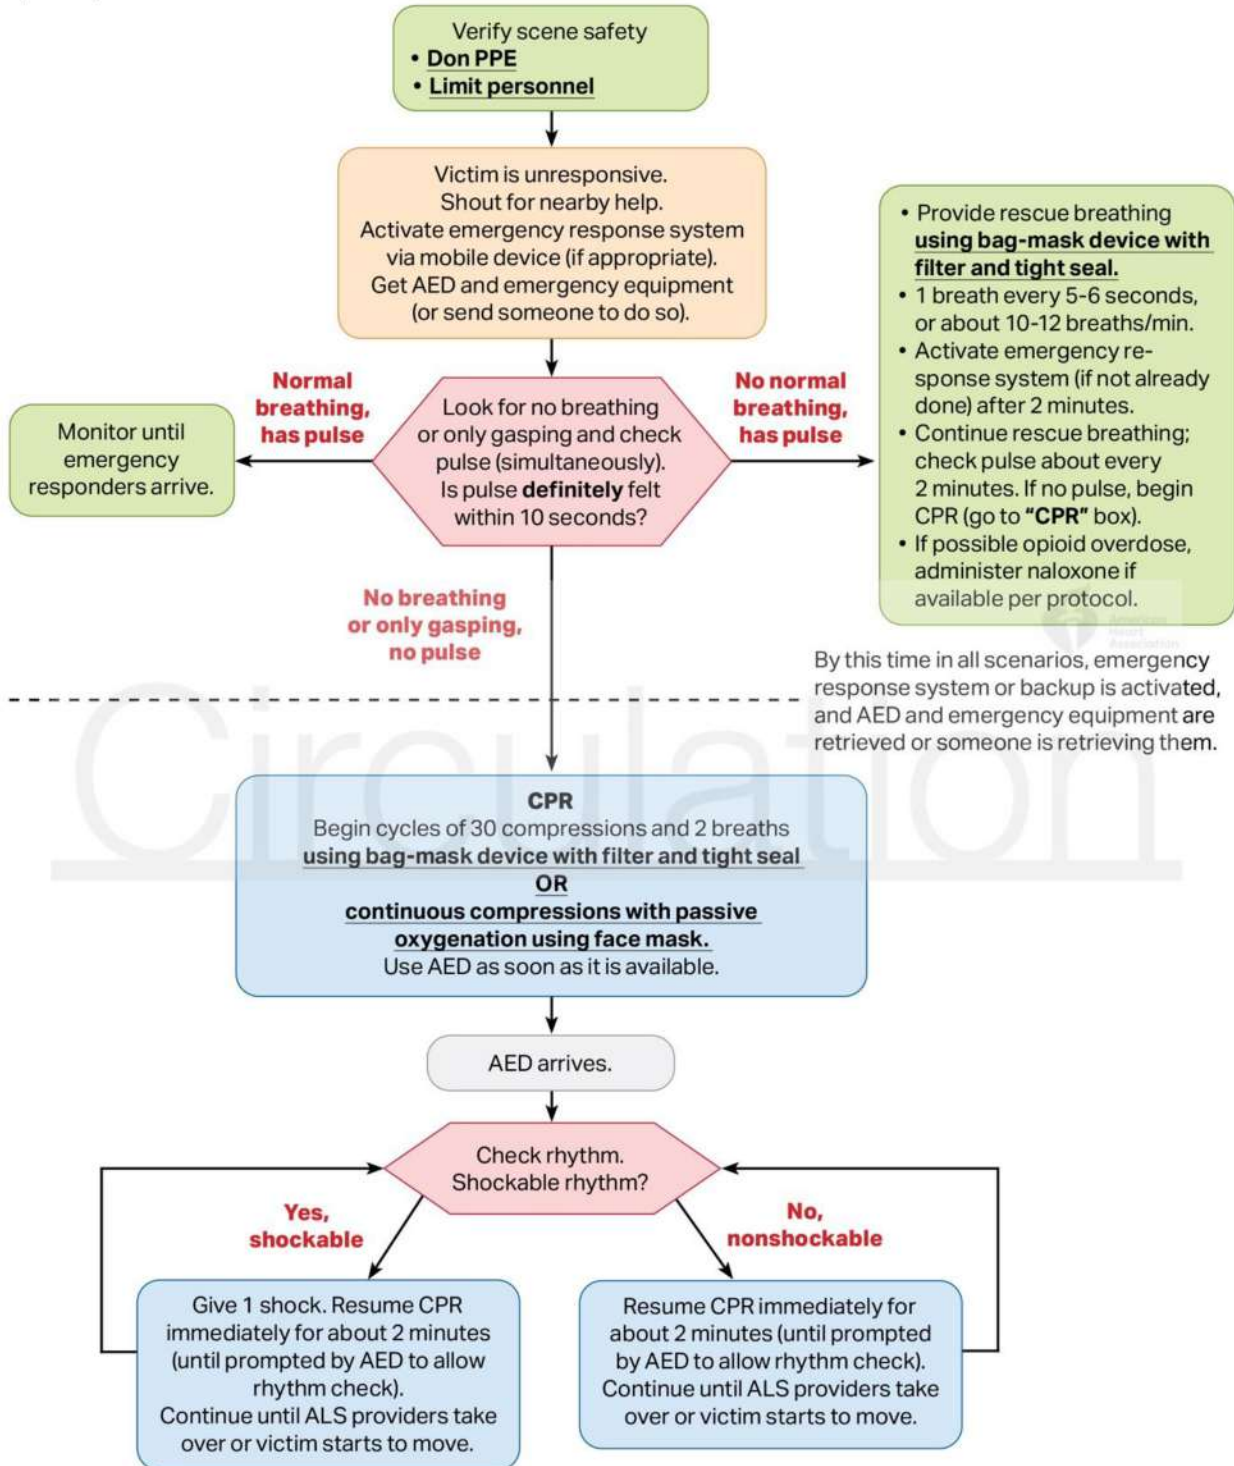 Verify scene safety
• Don PPE
• Limit personnel
Victim is unresponsive.
Shout for nearby help.
Activate emergency response system
via mobile device (if appropriate).
Get AED and emergency equipment
(or send someone to do so).
Normal
breathing,
has pulse
Look for no breathing
or only gasping and check
pulse (simultaneously).
Is pulse definitely felt
within 10 seconds?
No normal
breathing,
has pulse
Monitor until
emergency
responders arrive.
• Provide rescue breathing
using bag-mask device with
filter and tight seal.
• 1 breath every 5-6 seconds,
or about 10-12 breaths/min.
• Activate emergency re-
sponse system (if not already
done) after 2 minutes.
• Continue rescue breathing;
check pulse about every
2 minutes. If no pulse, begin
CPR (go to "CPR" box).
• If possible opioid overdose,
administer naloxone if
available per protocol.
American
Heart
Association
No breathing
or only gasping,
no pulse
By this time in all scenarios, emergency
response system or backup is activated,
and AED and emergency equipment are
retrieved or someone is retrieving them.
Circulation
CPR
Begin cycles of 30 compressions and 2 breaths
using bag-mask device with filter and tight seal
OR
continuous compressions with passive
oxygenation using face mask.
Use AED as soon as it is available.
AED arrives.
Check rhythm.
Shockable rhythm?
Yes,
shockable
No,
nonshockable
Give 1 shock. Resume CPR
immediately for about 2 minutes
(until prompted by AED to allow
rhythm check).
Continue until ALS providers take
over or victim starts to move.
Resume CPR immediately for
about 2 minutes (until prompted
by AED to allow rhythm check).
Continue until ALS providers take
over or victim starts to move.